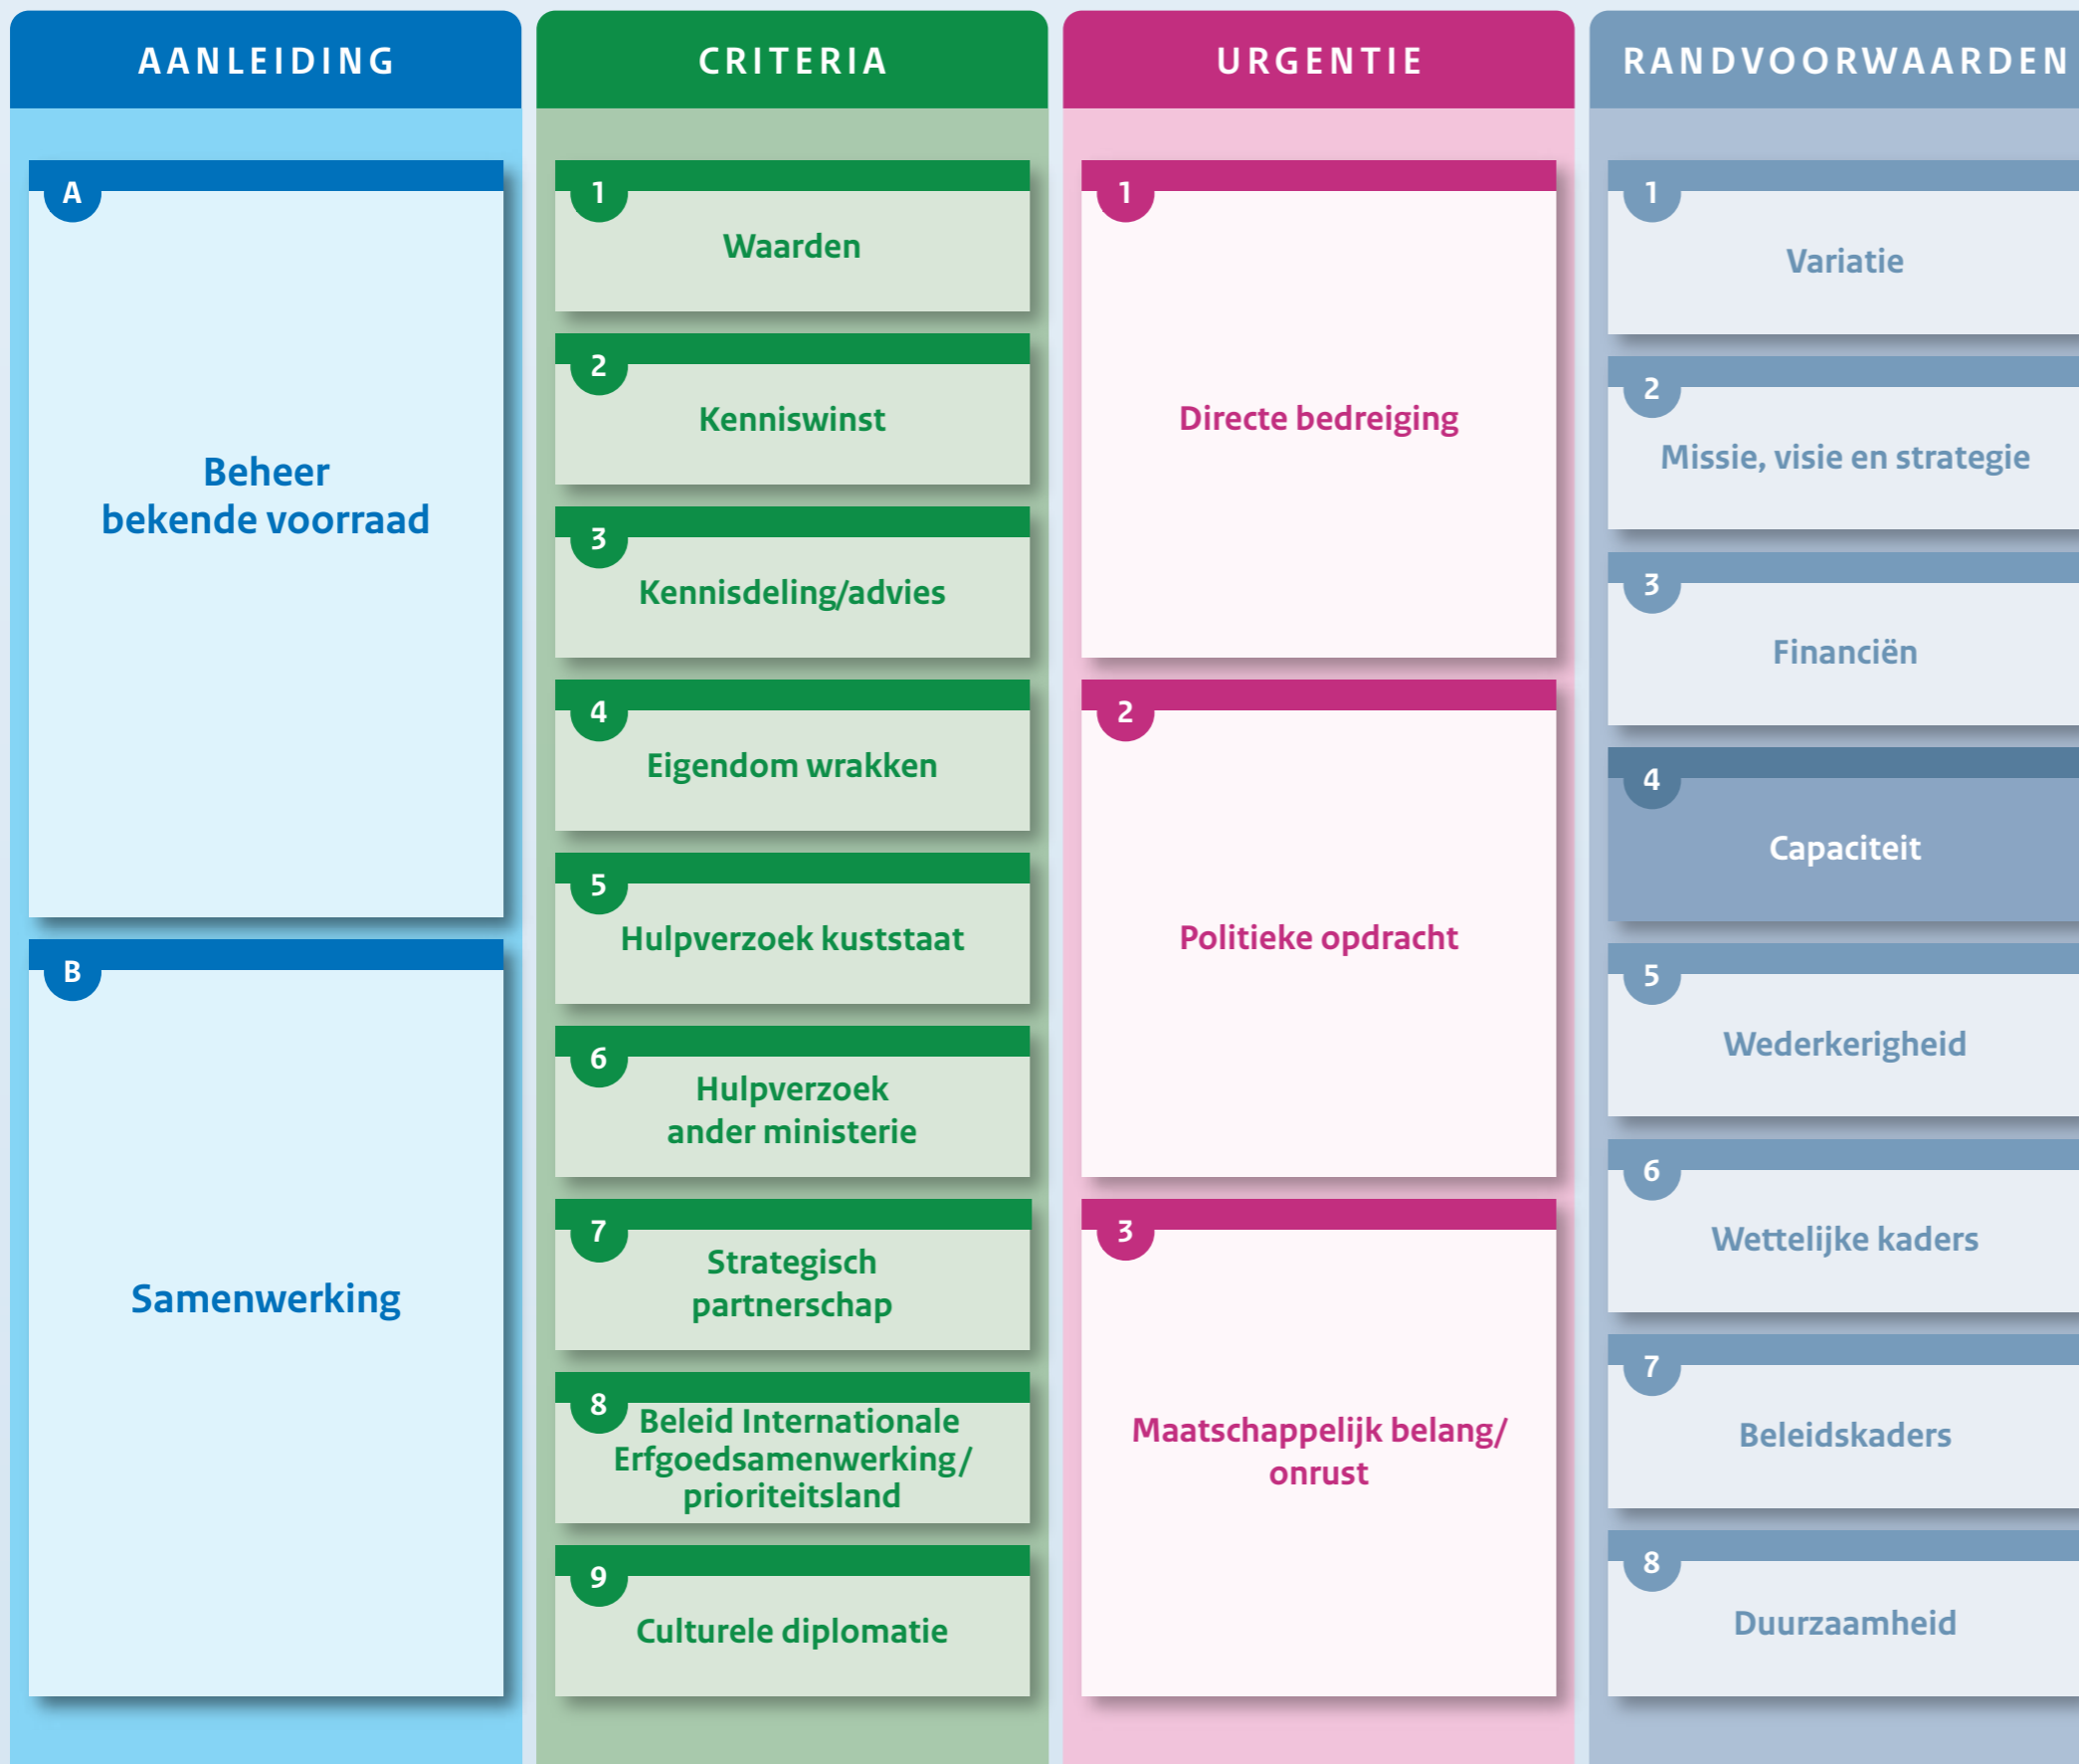 AANLEIDING
A
Beheer
bekende voorraad
B
Samenwerking
CRITERIA
1
Waarden
2
Kenniswinst
3
Kennisdeling/advies
4
Eigendom wrakken
5
Hulpverzoek kuststaat
6
Hulpverzoek
ander ministerie
7
Strategisch
partnerschap
8
Beleid Internationale
Erfgoedsamenwerking/
prioriteitsland
9
Culturele diplomatie
URGENTIE
1
Directe bedreiging
2
Politieke opdracht
3
Maatschappelijk belang/
onrust
RANDVOORWAARDEN
1
Variatie
2
Missie, visie en strategie
3
Financiën
4
Capaciteit
5
Wederkerigheid
6
Wettelijke kaders
7
Beleidskaders
8
Duurzaamheid